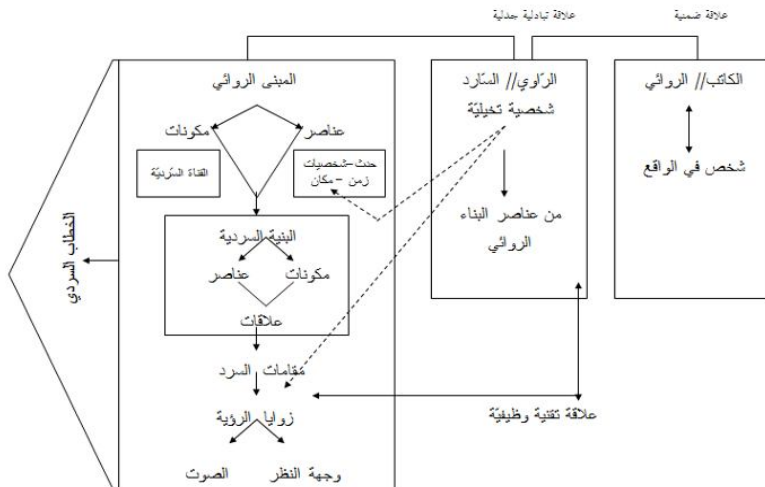 علاقة ضمنية
علاقة تبادلية جدلية
الكاتب// الروائي
شخص في الواقع
الرّاوي// السّارد
شخصية تخيليّة
من عناصر البناء
الروائي
المبنى الروائي
عناصر
مكونات
حدث–شخصيات
زمن – مكان
القناة السّرديّة
البنية السردية
مكونات
عناصر
علاقات
مقامات السرد
زوايا الرؤية
وجهة النظر
الصوت
علاقة تقنية وظيفيّة
الخطاب السردي